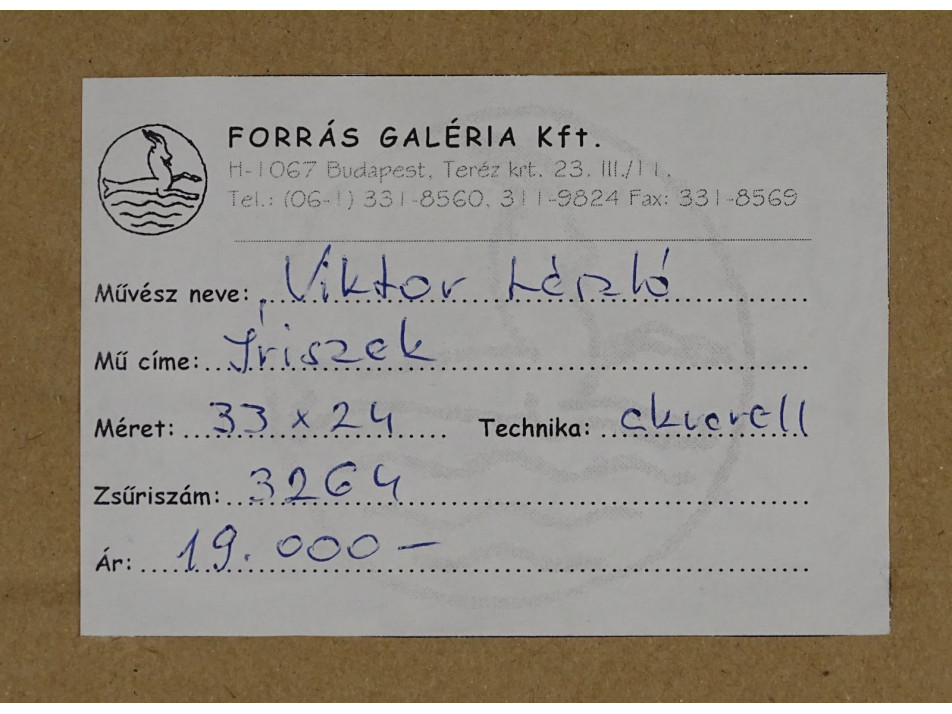 FORRÁS GALÉRIA Kft.
H-1067 Budapest, Teréz krt. 23. III./11.
Tel.: (06-1) 331-8560, 311-9824 Fax: 331-8569
Művész neve: Viktor László
Mű címe: Íriszek
Méret: 33 x 24 Technika: akvarell
Zsűriszám: 3264
Ár: 19.000-